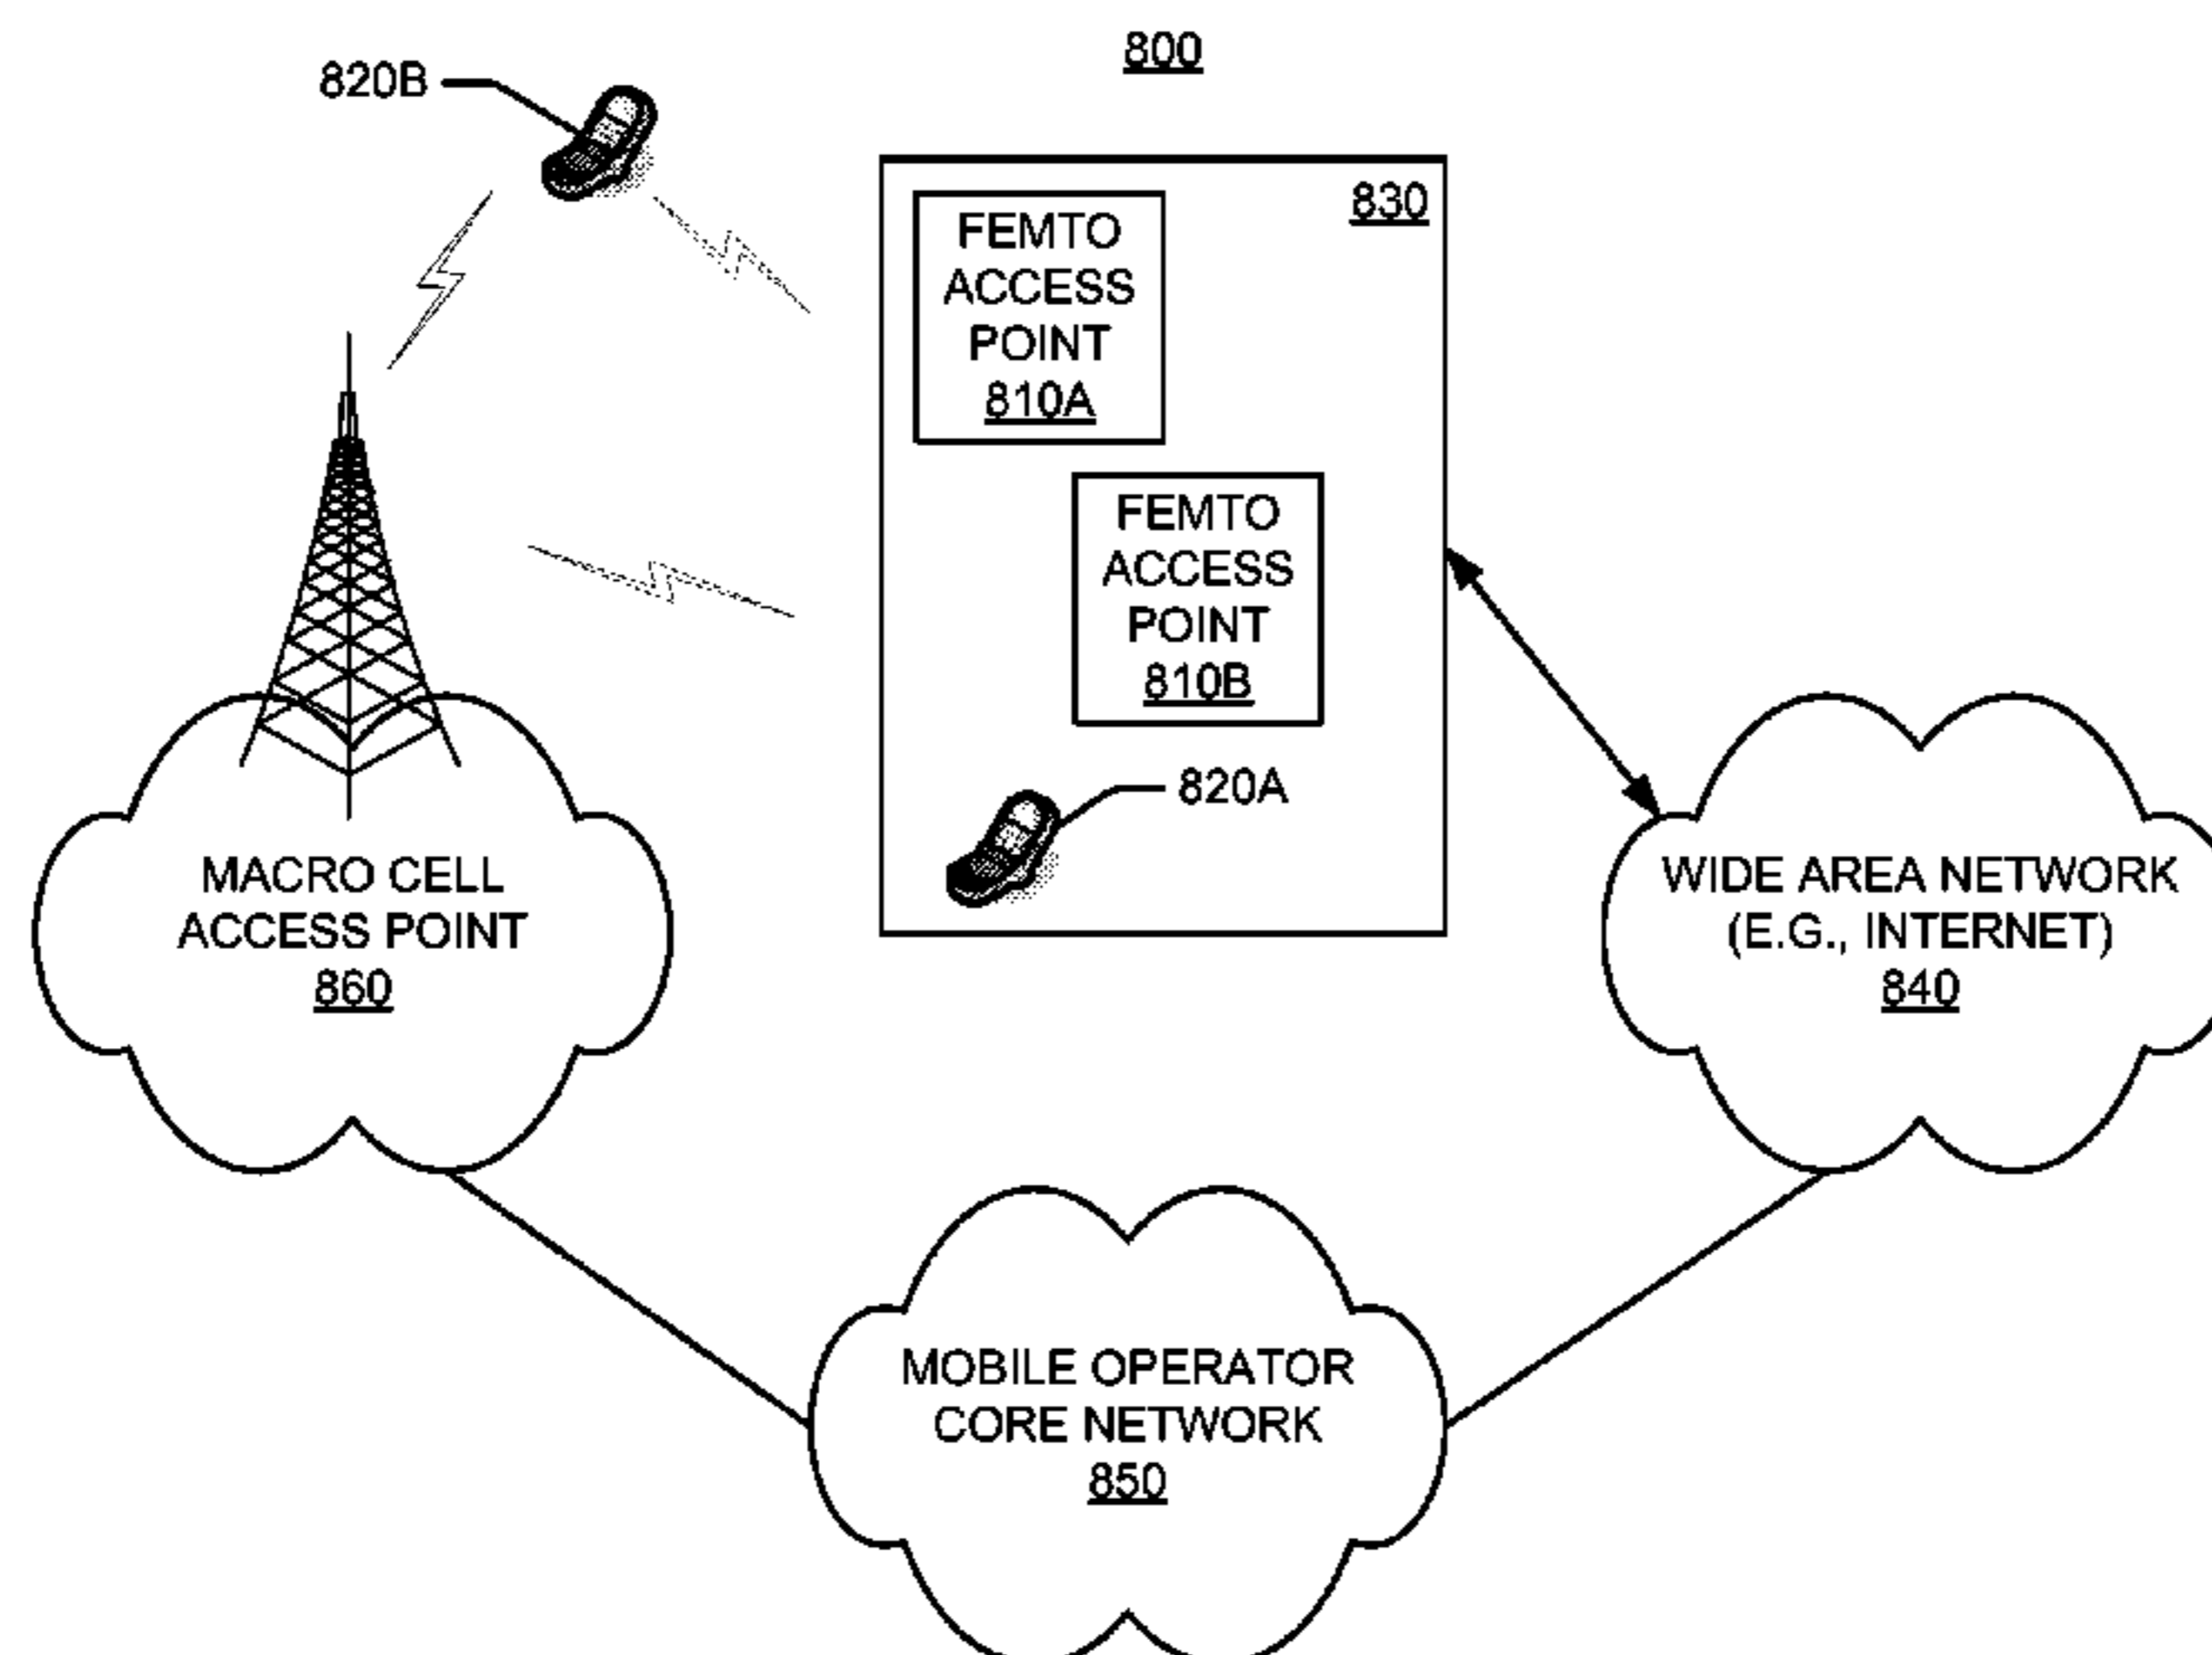 800
820B
830
FEMTO
ACCESS
POINT
810A
FEMTO
ACCESS
POINT
810B
820A
MACRO CELL
ACCESS POINT
860
WIDE AREA NETWORK
(E.G., INTERNET)
840
MOBILE OPERATOR
CORE NETWORK
850